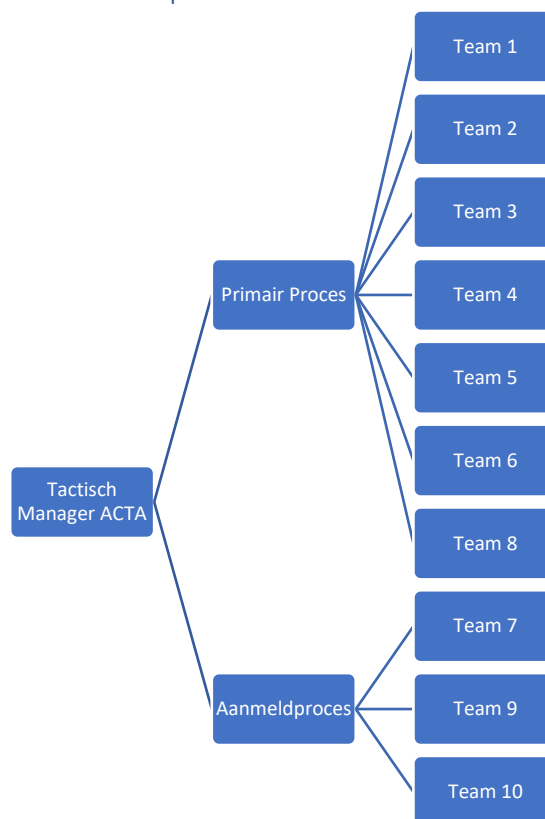 Team 1
Team 2
Team 3
Primair Proces
Team 4
Team 5
Team 6
Tactisch
Manager ACTA
Team 8
Team 7
Aanmeldproces
Team 9
Team 10